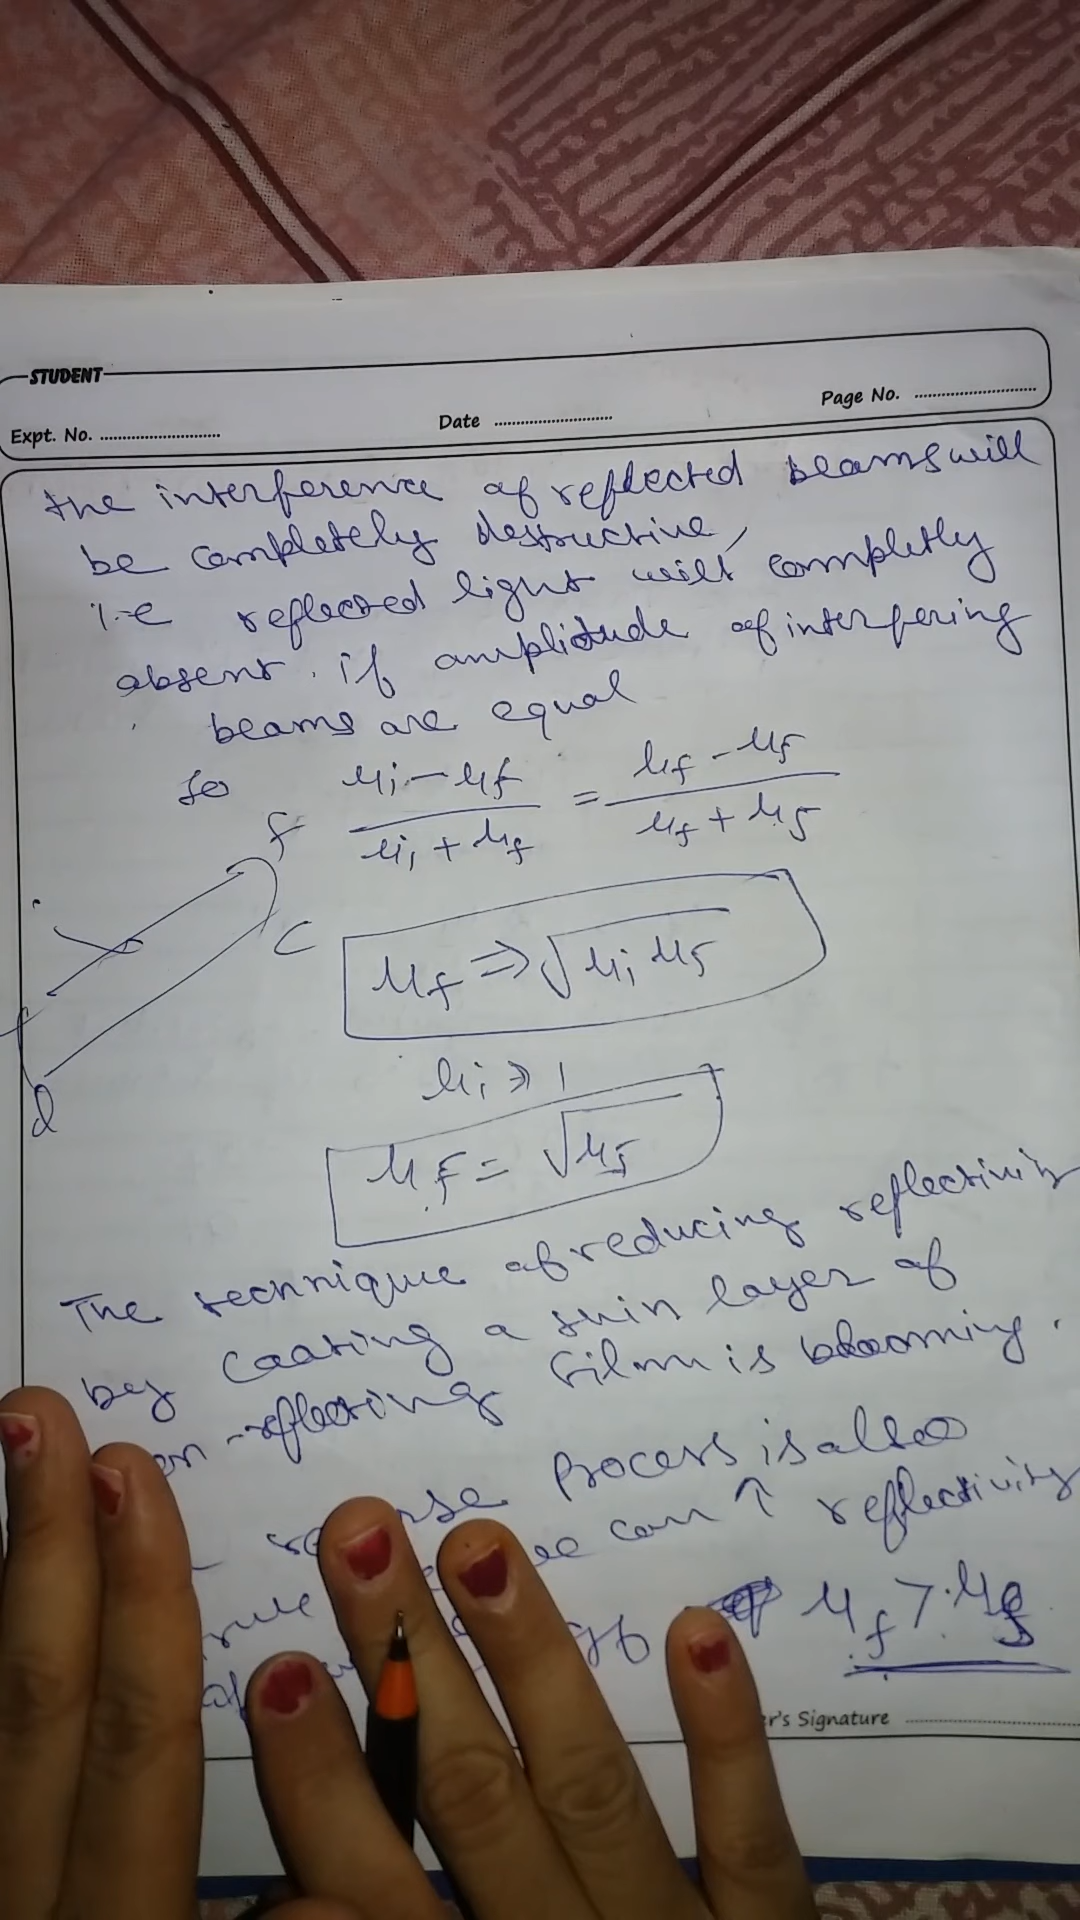 STUDENT
Expt. No. ............................ Date ............................ Page No. ............................
the interference of reflected beams will
be completely destructive,
i.e reflected light will completly
absent. if amplitude of interfering
beams are equal
so μi - μf / μi + μf = μf - μs / μf + μs
f
c
μf => √μi μs
μi => 1
d
μf = √μs
The technique of reducing reflectivity
by coating a thin layer of
-reflecting film is blooming.
process is also
can ↑ reflectivity
of
μf > μs
's Signature ............................